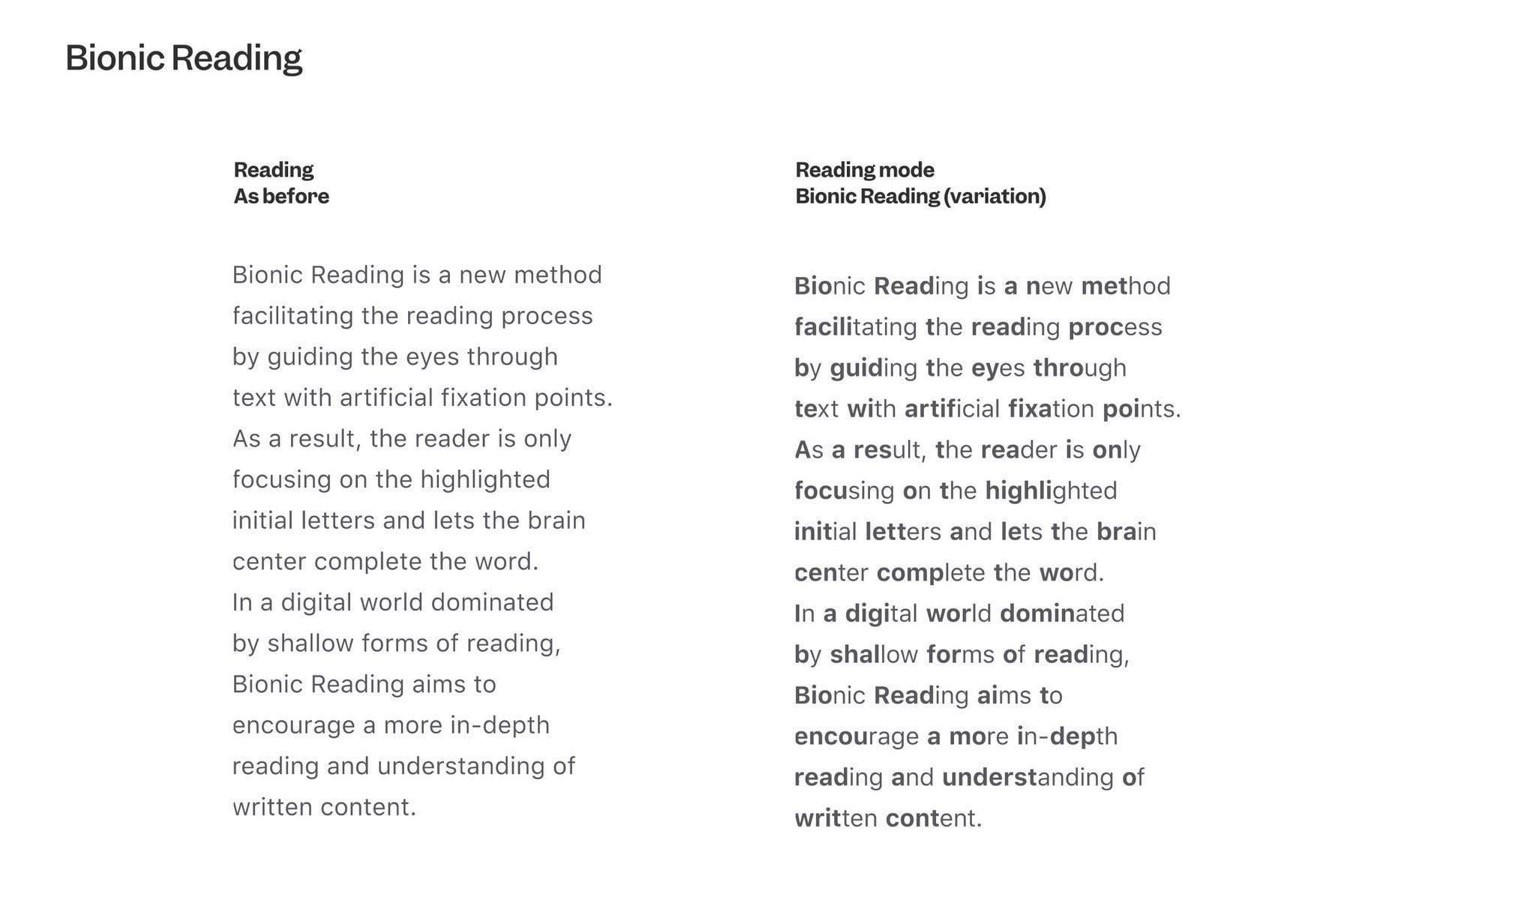 Bionic Reading
Reading
As before
Bionic Reading is a new method
facilitating the reading process
by guiding the eyes through
text with artificial fixation points.
As a result, the reader is only
focusing on the highlighted
initial letters and lets the brain
center complete the word.
In a digital world dominated
by shallow forms of reading,
Bionic Reading aims to
encourage a more in-depth
reading and understanding of
written content.
Reading mode
Bionic Reading (variation)
Bionic Reading is a new method
facilitating the reading process
by guiding the eyes through
text with artificial fixation points.
As a result, the reader is only
focusing on the highlighted
initial letters and lets the brain
center complete the word.
In a digital world dominated
by shallow forms of reading,
Bionic Reading aims to
encourage a more in-depth
reading and understanding of
written content.